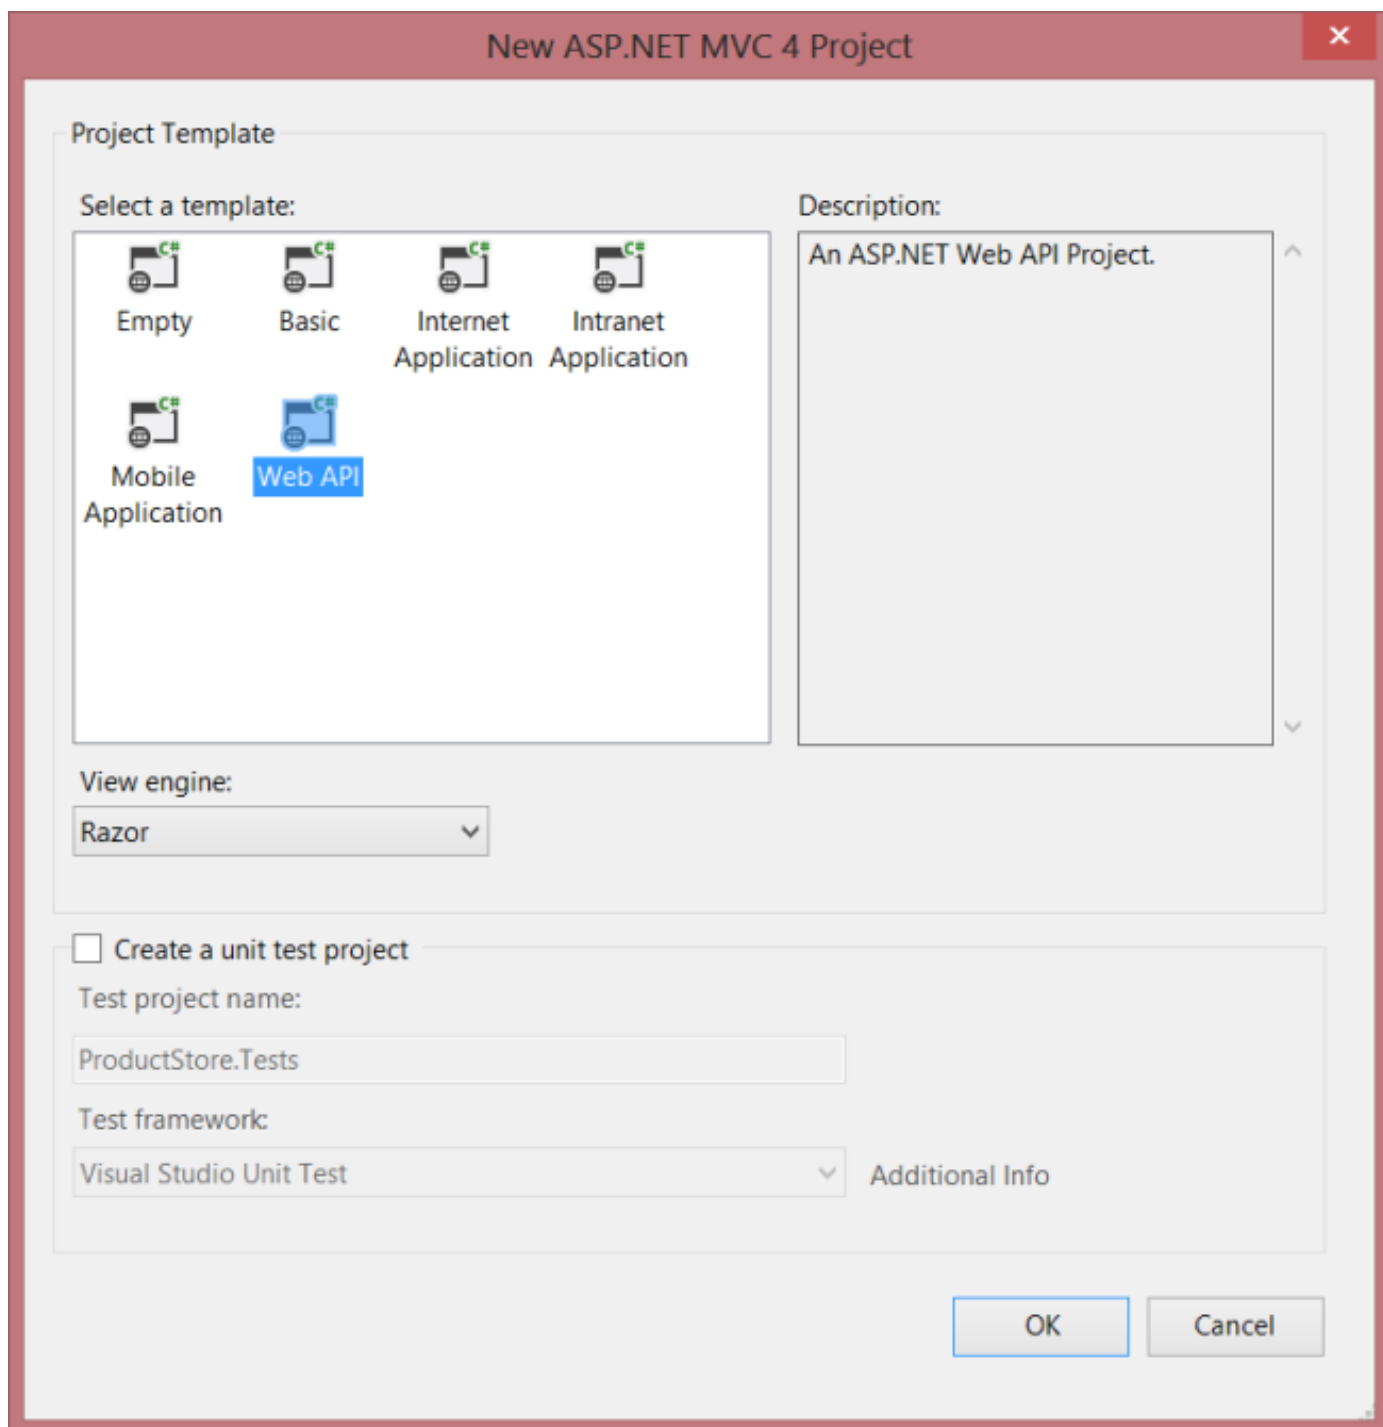 New ASP.NET MVC 4 Project
Project Template
Select a template:
Description:
C# C# C# C#
Empty Basic Internet Intranet
Application Application
An ASP.NET Web API Project.
C# C#
Mobile Web API
Application
View engine:
Razor
Create a unit test project
Test project name:
ProductStore.Tests
Test framework:
Visual Studio Unit Test
Additional Info
OK Cancel